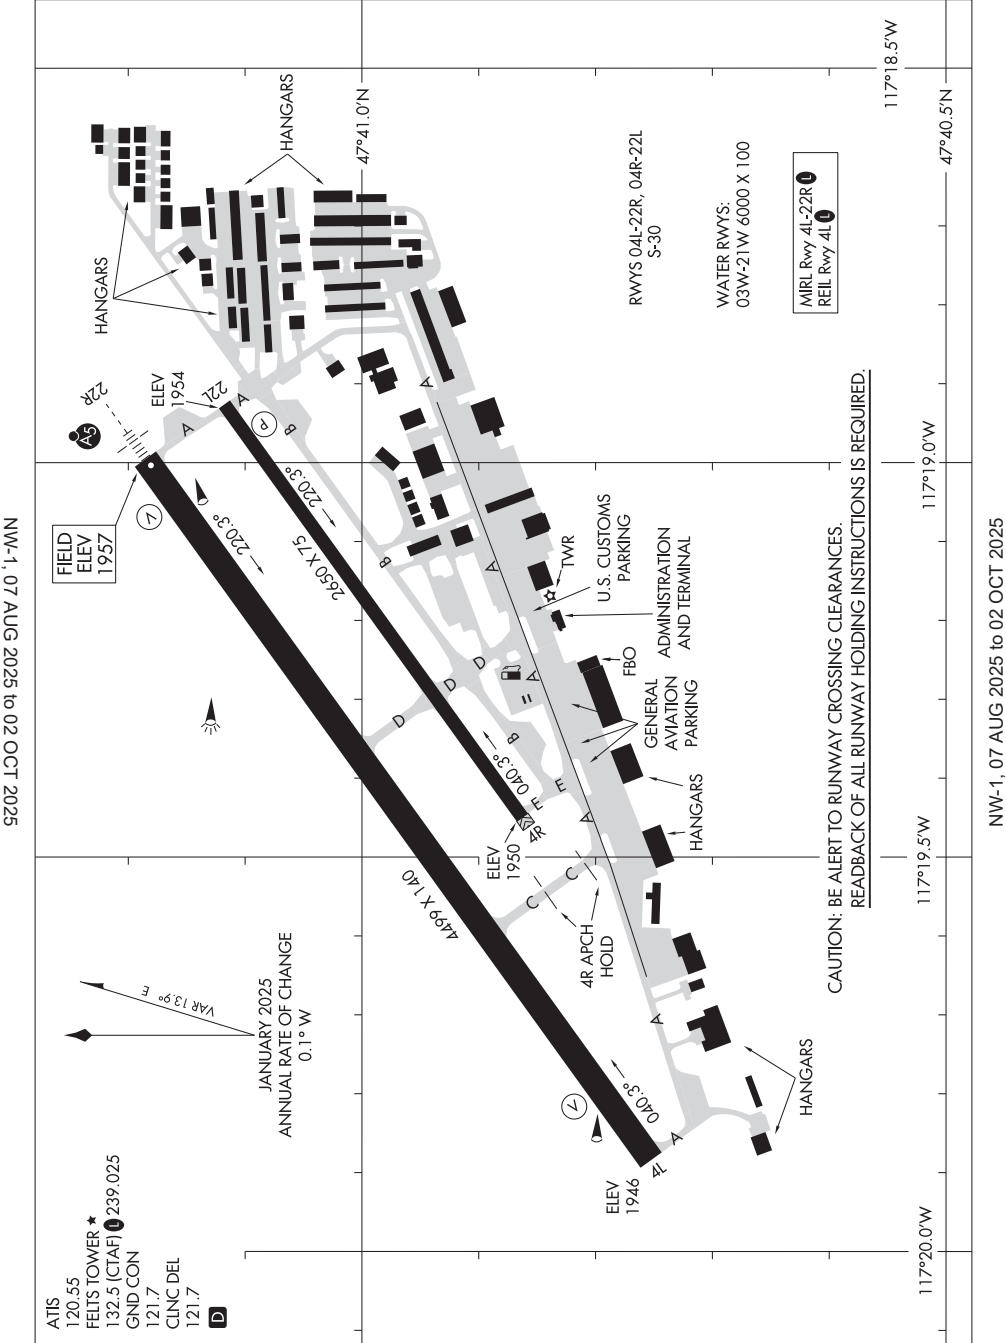 ATIS
120.55
FELTS TOWER ★
132.5 (CTAF) L 239.025
GND CON
121.7
CLNC DEL
121.7
D
VAR 13.9° E
JANUARY 2025
ANNUAL RATE OF CHANGE
0.1° W
FIELD
ELEV
1957
A5
22R
HANGARS
HANGARS
47°41.0'N
ELEV
1954
22L
A
A
P
B
V
220.3°
220.3°
2650 X 75
B
D
D
D
B
A
A
A
040.3°
E
E
4R
ELEV
1950
A
C
C
4R APCH
HOLD
4499 X 140
V
040.3°
A
A
4L
ELEV
1946
U.S. CUSTOMS
PARKING
TWR
ADMINISTRATION
AND TERMINAL
FBO
GENERAL
AVIATION
PARKING
HANGARS
HANGARS
RWYS 04L-22R, 04R-22L
S-30
WATER RWYS:
03W-21W 6000 X 100
MIRL Rwy 4L-22R L
REIL Rwy 4L L
CAUTION: BE ALERT TO RUNWAY CROSSING CLEARANCES.
READBACK OF ALL RUNWAY HOLDING INSTRUCTIONS IS REQUIRED.
47°40.5'N
117°18.5'W
117°19.0'W
117°19.5'W
117°20.0'W
NW-1, 07 AUG 2025 to 02 OCT 2025
NW-1, 07 AUG 2025 to 02 OCT 2025